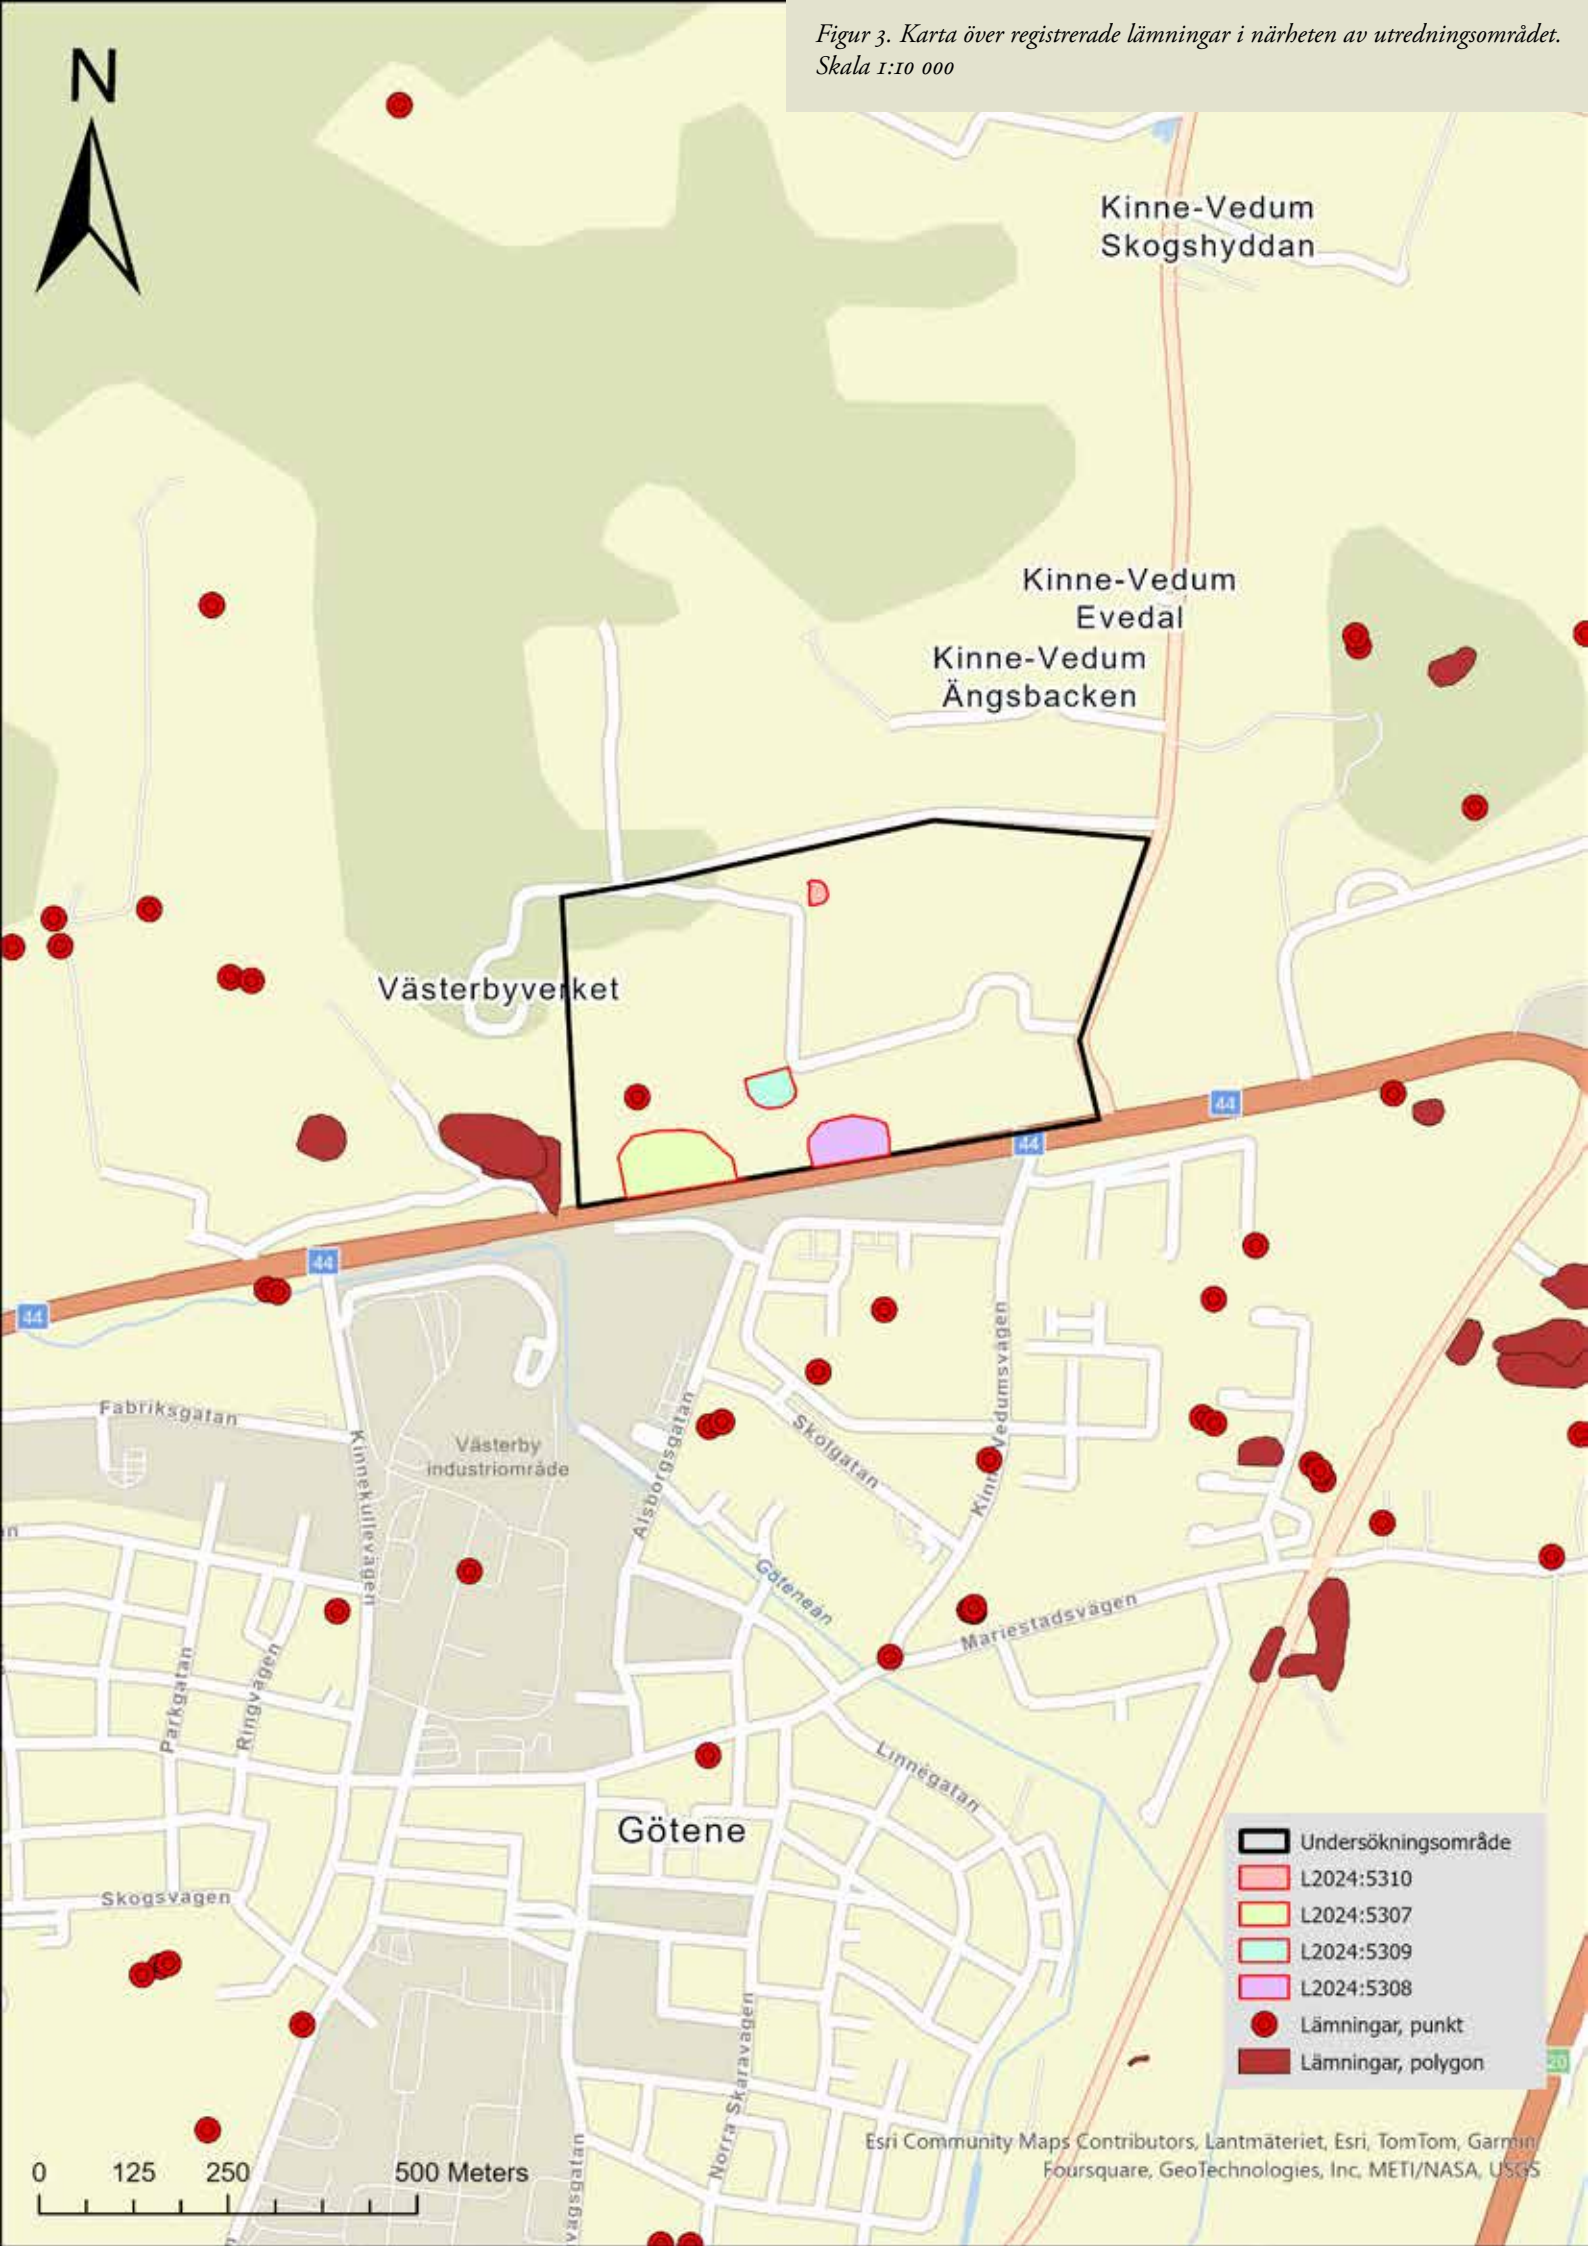 Figur 3. Karta över registrerade lämningar i närheten av utredningsområdet.
Skala 1:10 000
N
Kinne-Vedum
Skogshyddan
Kinne-Vedum
Evedal
Kinne-Vedum
Ängsbacken
Västerbyverket
44
44
44
44
Fabriksgatan
Kinnekullevägen
Västerby
industriområde
Alsborgsgatan
Skolgatan
Vedumsvägen
Göteneån
Mariestadsvägen
Parkgatan
Ringvägen
Linnégatan
Götene
Skogsvägen
Norra Skaravägen
Undersökningsområde
L2024:5310
L2024:5307
L2024:5309
L2024:5308
Lämningar, punkt
Lämningar, polygon
20
Esri Community Maps Contributors, Lantmäteriet, Esri, TomTom, Garmin,
Foursquare, GeoTechnologies, Inc, METI/NASA, USGS
0 125 250 500 Meters